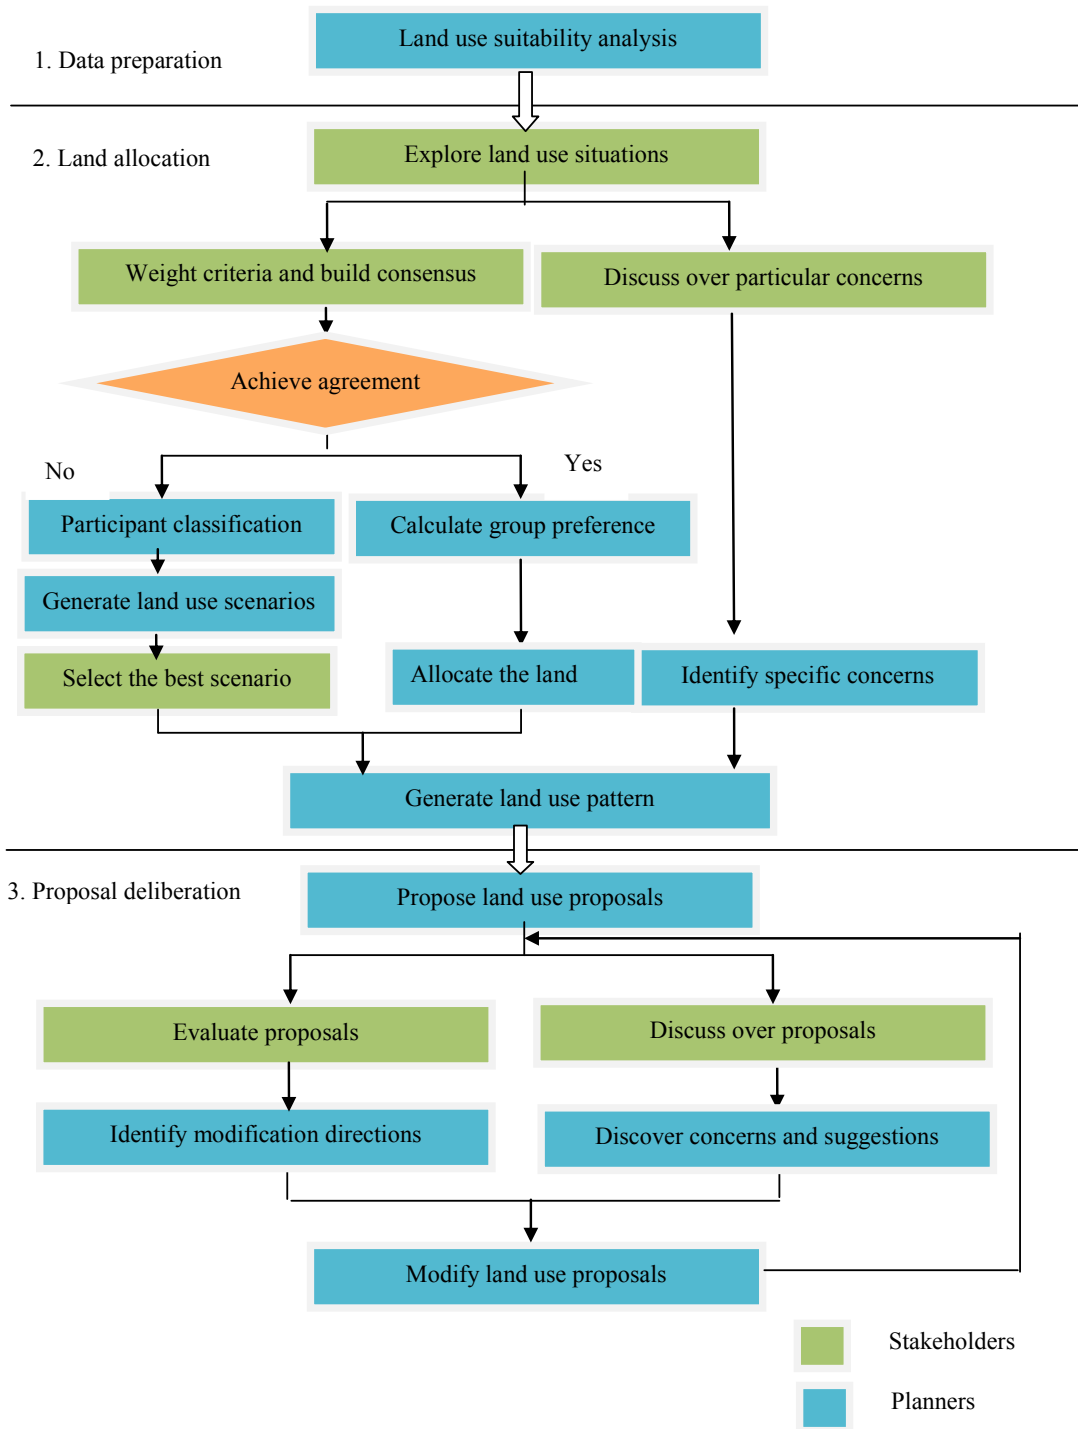 Land use suitability analysis
1. Data preparation
Explore land use situations
2. Land allocation
Weight criteria and build consensus
Discuss over particular concerns
Achieve agreement
No
Yes
Participant classification
Calculate group preference
Generate land use scenarios
Select the best scenario
Allocate the land
Identify specific concerns
Generate land use pattern
3. Proposal deliberation
Propose land use proposals
Evaluate proposals
Discuss over proposals
Identify modification directions
Discover concerns and suggestions
Modify land use proposals
Stakeholders
Planners